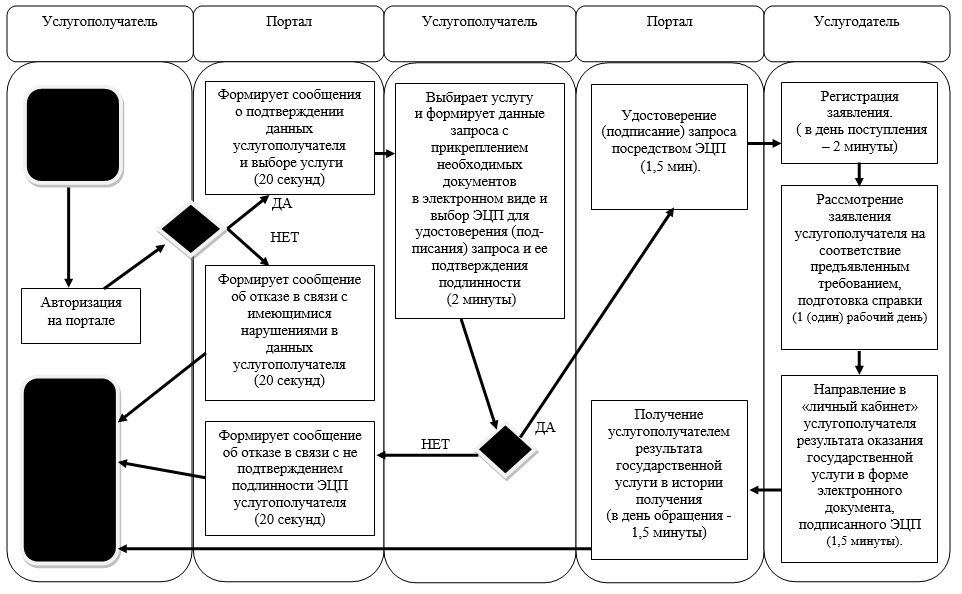 Услугополучатель
Портал
Услугополучатель
Портал
Услугодатель
Авторизация
на портале
Формирует сообщения
о подтверждении
данных
услугополучателя
и выборе услуги
(20 секунд)
ДА
НЕТ
Формирует сообщение
об отказе в связи с
имеющимися
нарушениями в
данных
услугополучателя
(20 секунд)
Формирует сообщение
об отказе в связи с не
подтверждением
подлинности ЭЦП
услугополучателя
(20 секунд)
Выбирает услугу
и формирует данные
запроса с
прикреплением
необходимых
документов
в электронном виде и
выбор ЭЦП для
удостоверения (под-
писания) запроса и ее
подтверждения
подлинности
(2 минуты)
НЕТ
ДА
Удостоверение
(подписание) запроса
посредством ЭЦП
(1,5 мин).
Получение
услугополучателем
результата
государственной
услуги в истории
получения
(в день обращения -
1,5 минуты)
Регистрация
заявления.
( в день поступления
– 2 минуты)
Рассмотрение
заявления
услугополучателя на
соответствие
предъявленным
требованием,
подготовка справки
(1 (один) рабочий день)
Направление в
«личный кабинет»
услугополучателя
результата оказания
государственной
услуги в форме
электронного
документа,
подписанного ЭЦП
(1,5 минуты).